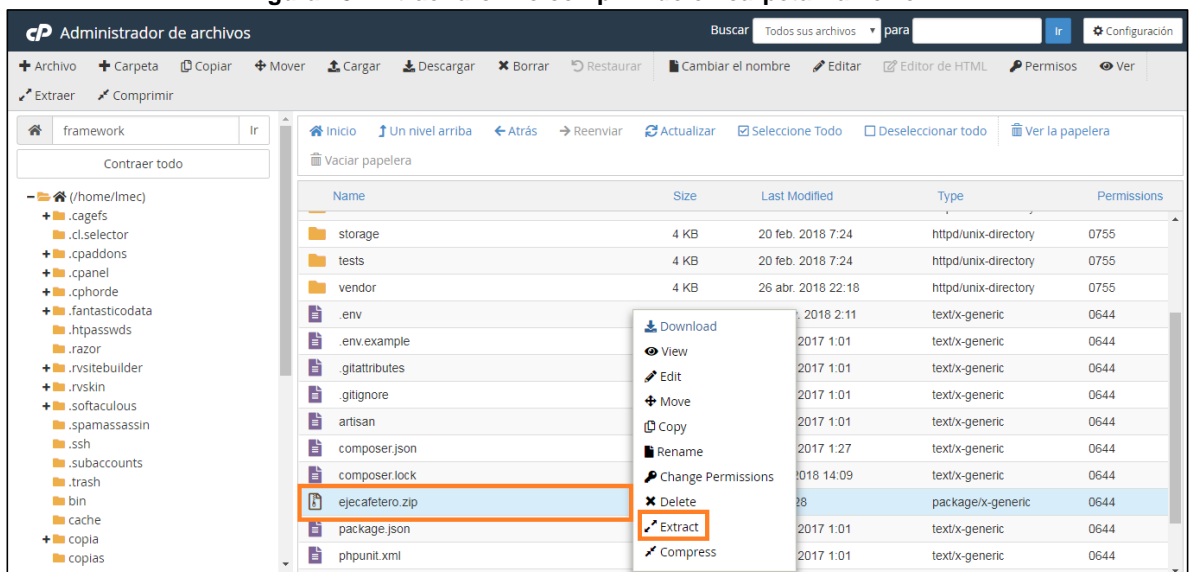 cP Administrador de archivos Buscar Todos sus archivos para Ir Configuración
Archivo Carpeta Copiar Mover Cargar Descargar Borrar Restaurar Cambiar el nombre Editar Editor de HTML Permisos Ver
Extraer Comprimir
framework Ir
Contraer todo
(/home/lmec)
.cagefs
.cl.selector
.cpaddons
.cpanel
.cphorde
.fantasticodata
.htpasswds
.razor
.rvsitebuilder
.rvskin
.softaculous
.spamassassin
.ssh
.subaccounts
.trash
bin
cache
copia
copias
Inicio Un nivel arriba Atrás Reenviar Actualizar Seleccione Todo Deseleccionar todo Ver la papelera
Vaciar papelera
Name Size Last Modified Type Permissions
storage 4 KB 20 feb. 2018 7:24 httpd/unix-directory 0755
tests 4 KB 20 feb. 2018 7:24 httpd/unix-directory 0755
vendor 4 KB 26 abr. 2018 22:18 httpd/unix-directory 0755
.env 2018 2:11 text/x-generic 0644
.env.example 2017 1:01 text/x-generic 0644
.gitattributes 2017 1:01 text/x-generic 0644
.gitignore 2017 1:01 text/x-generic 0644
artisan 2017 1:01 text/x-generic 0644
composer.json 2017 1:27 text/x-generic 0644
composer.lock 2018 14:09 text/x-generic 0644
ejecafetero.zip 28 package/x-generic 0644
package.json 2017 1:01 text/x-generic 0644
phpunit.xml 2017 1:01 text/x-generic 0644
Download
View
Edit
Move
Copy
Rename
Change Permissions
Delete
Extract
Compress